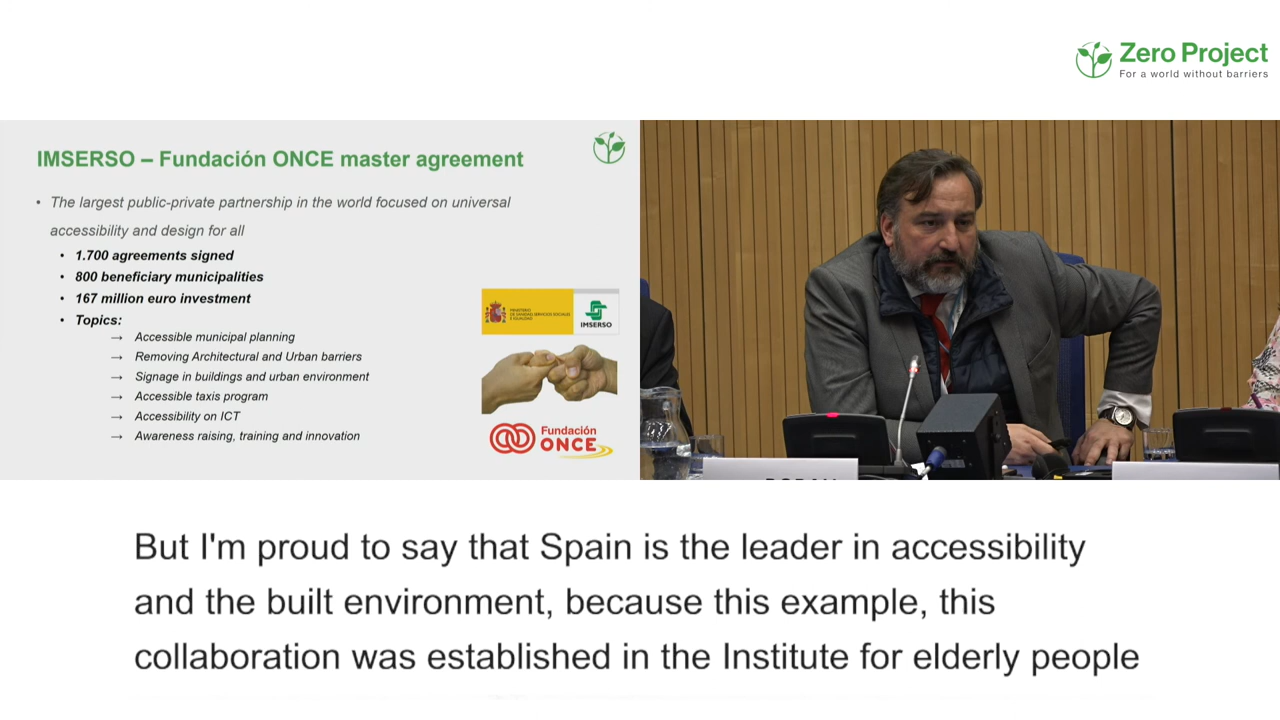 Zero Project
For a world without barriers
IMSERSO – Fundación ONCE master agreement
• The largest public-private partnership in the world focused on universal
accessibility and design for all
• 1.700 agreements signed
• 800 beneficiary municipalities
• 167 million euro investment
• Topics:
→ Accessible municipal planning
→ Removing Architectural and Urban barriers
→ Signage in buildings and urban environment
→ Accessible taxis program
→ Accessibility on ICT
→ Awareness raising, training and innovation
MINISTERIO
DE SANIDAD, SERVICIOS SOCIALES
E IGUALDAD
IMSERSO
Fundación
ONCE
But I'm proud to say that Spain is the leader in accessibility
and the built environment, because this example, this
collaboration was established in the Institute for elderly people